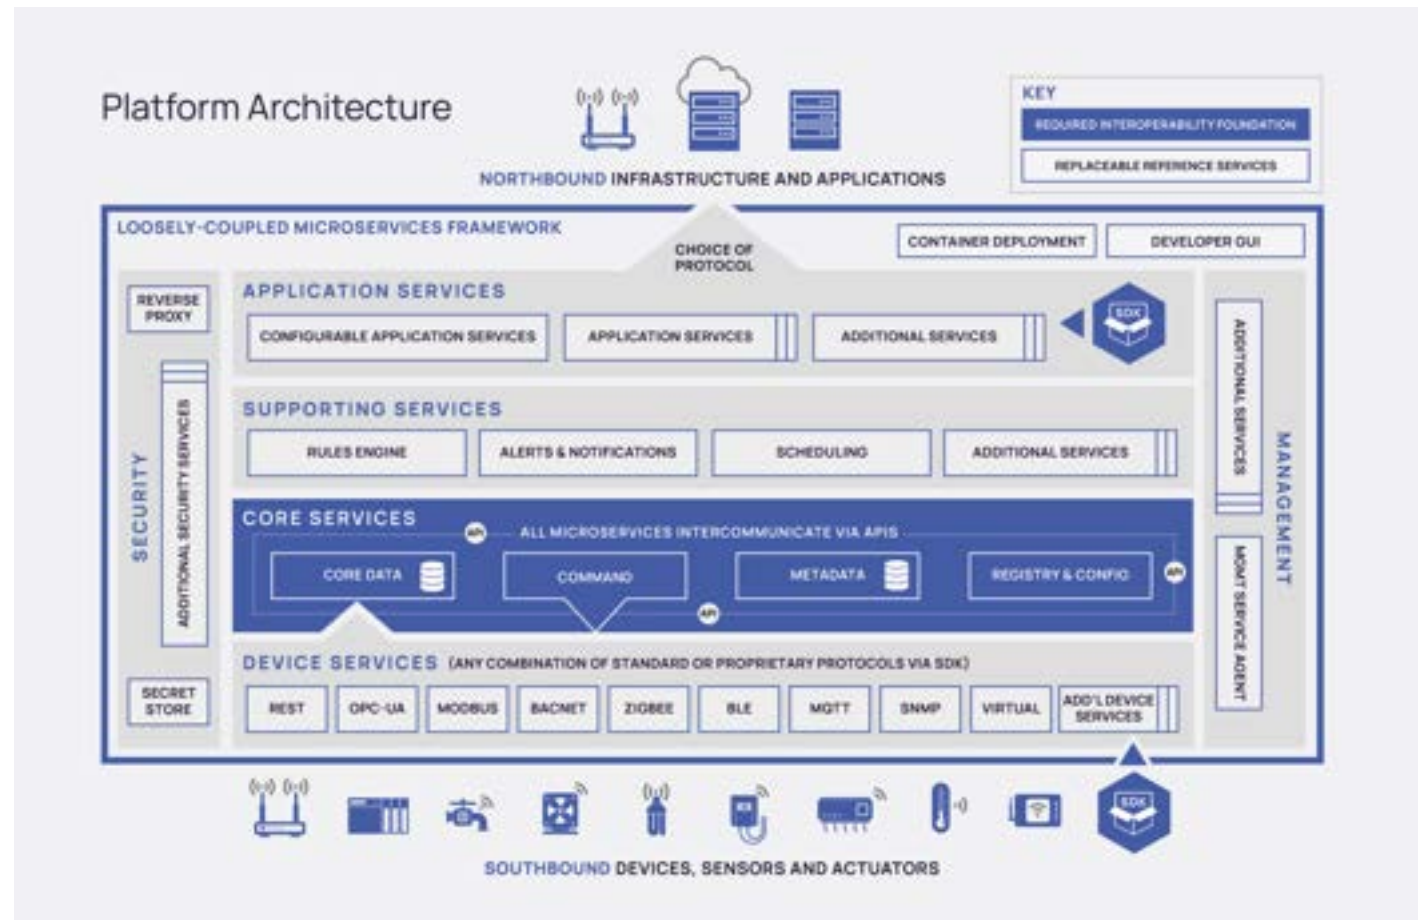 Platform Architecture
KEY
REQUIRED INTEROPERABILITY FOUNDATION
REPLACEABLE REFERENCE SERVICES
NORTHBOUND INFRASTRUCTURE AND APPLICATIONS
LOOSELY-COUPLED MICROSERVICES FRAMEWORK
CHOICE OF
PROTOCOL
CONTAINER DEPLOYMENT
DEVELOPER GUI
REVERSE
PROXY
SECURITY
ADDITIONAL SECURITY SERVICES
SECRET
STORE
APPLICATION SERVICES
CONFIGURABLE APPLICATION SERVICES
APPLICATION SERVICES
ADDITIONAL SERVICES
SDK
SUPPORTING SERVICES
RULES ENGINE
ALERTS & NOTIFICATIONS
SCHEDULING
ADDITIONAL SERVICES
CORE SERVICES
API
ALL MICROSERVICES INTERCOMMUNICATE VIA APIS
CORE DATA
COMMAND
METADATA
REGISTRY & CONFIG
API
API
DEVICE SERVICES (ANY COMBINATION OF STANDARD OR PROPRIETARY PROTOCOLS VIA SDK)
REST
OPC-UA
MODBUS
BACNET
ZIGBEE
BLE
MQTT
SNMP
VIRTUAL
ADD'L DEVICE
SERVICES
ADDITIONAL SERVICES
MANAGEMENT
MGMT SERVICE AGENT
SDK
SOUTHBOUND DEVICES, SENSORS AND ACTUATORS